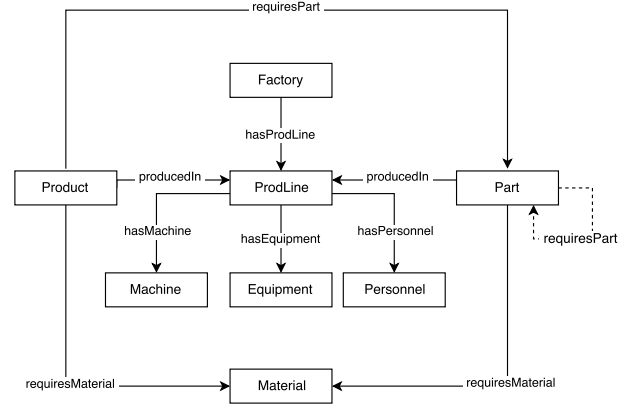 requiresPart
Factory
hasProdLine
producedIn
producedIn
Product
ProdLine
Part
hasMachine
hasEquipment
hasPersonnel
requiresPart
Machine
Equipment
Personnel
requiresMaterial
Material
requiresMaterial